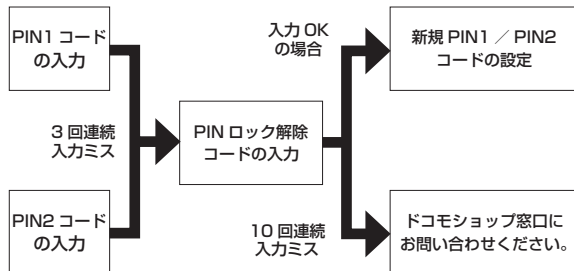 PIN1 コード
の入力
入力 OK
の場合
新規 PIN1 ／ PIN2
コードの設定
3 回連続
入力ミス
PIN ロック解除
コードの入力
PIN2 コード
の入力
10 回連続
入力ミス
ドコモショップ窓口に
お問い合わせください。